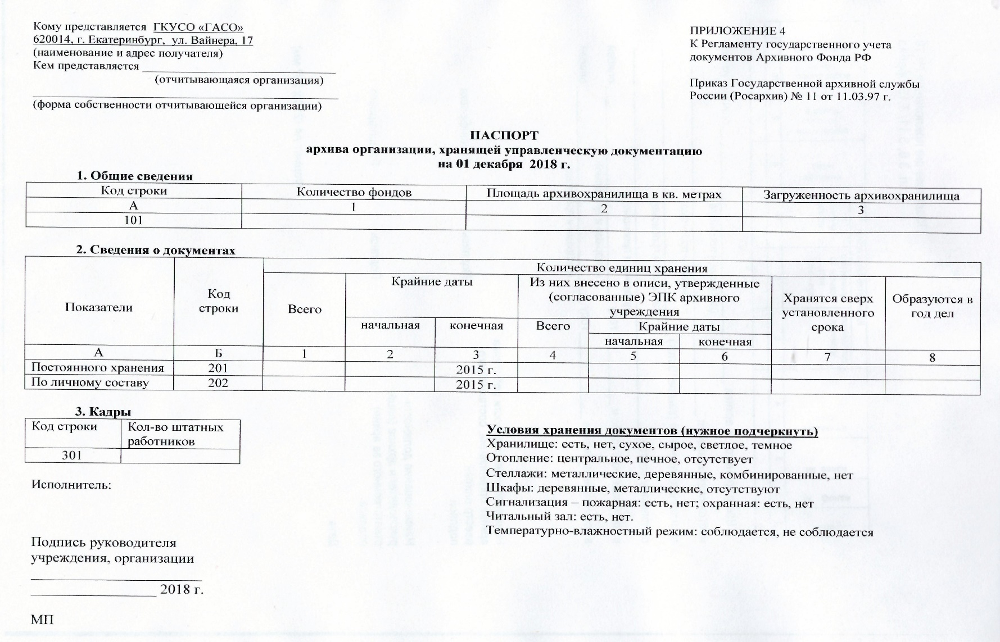 Кому представляется ГКУСО «ГАСО»
620014, г. Екатеринбург, ул. Вайнера, 17
(наименование и адрес получателя)
Кем представляется ______________________________
(отчитывающаяся организация)
______________________________________________
(форма собственности отчитывающейся организации)
ПРИЛОЖЕНИЕ 4
К Регламенту государственного учета
документов Архивного Фонда РФ
Приказ Государственной архивной службы
России (Росархив) № 11 от 11.03.97 г.
ПАСПОРТ
архива организации, хранящей управленческую документацию
на 01 декабря 2018 г.
1. Общие сведения
Код строки Количество фондов Площадь архивохранилища в кв. метрах Загруженность архивохранилища
А 1 2 3
101
2. Сведения о документах
Показатели
Код
строки
Количество единиц хранения
Всего
Крайние даты
начальная конечная
Из них внесено в описи, утвержденные
(согласованные) ЭПК архивного
учреждения
Всего
Крайние даты
начальная конечная
Хранятся сверх
установленного
срока
Образуются в
год дел
А Б 1 2 3 4 5 6 7 8
Постоянного хранения 201 2015 г.
По личному составу 202 2015 г.
3. Кадры
Код строки
Кол-во штатных
работников
301
Исполнитель:
Подпись руководителя
учреждения, организации
__________________________
___________________ 2018 г.
МП
Условия хранения документов (нужное подчеркнуть)
Хранилище: есть, нет, сухое, сырое, светлое, темное
Отопление: центральное, печное, отсутствует
Стеллажи: металлические, деревянные, комбинированные, нет
Шкафы: деревянные, металлические, отсутствуют
Сигнализация – пожарная: есть, нет; охранная: есть, нет
Читальный зал: есть, нет.
Температурно-влажностный режим: соблюдается, не соблюдается